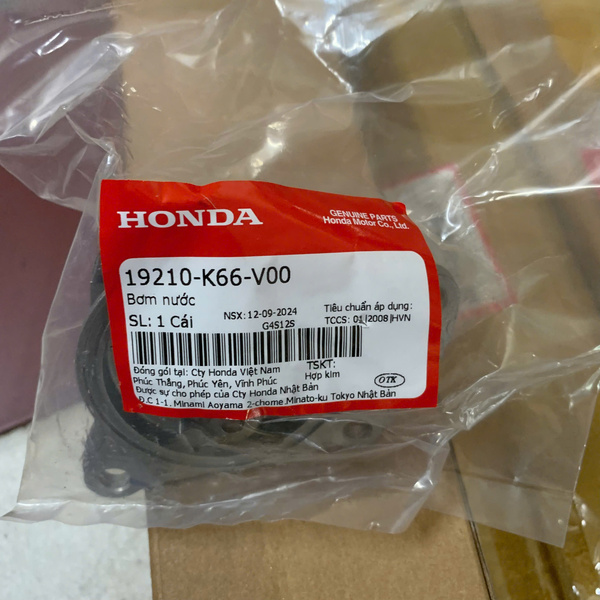 HONDA
GENUINE PARTS
Honda Motor Co., Ltd.
19210-K66-V00
Bơm nước
SL: 1 Cái
NSX: 12-09-2024
G4S12S
Tiêu chuẩn áp dụng:
TCCS: 01|2008|HVN
Đóng gói tại: Cty Honda Việt Nam
Phúc Thắng, Phúc Yên, Vĩnh Phúc
TSKT:
Hợp kim
OTK
Được sự cho phép của Cty Honda Nhật Bản
Đ.C 1-1, Minami Aoyama 2-chome Minato-ku Tokyo Nhật Bản